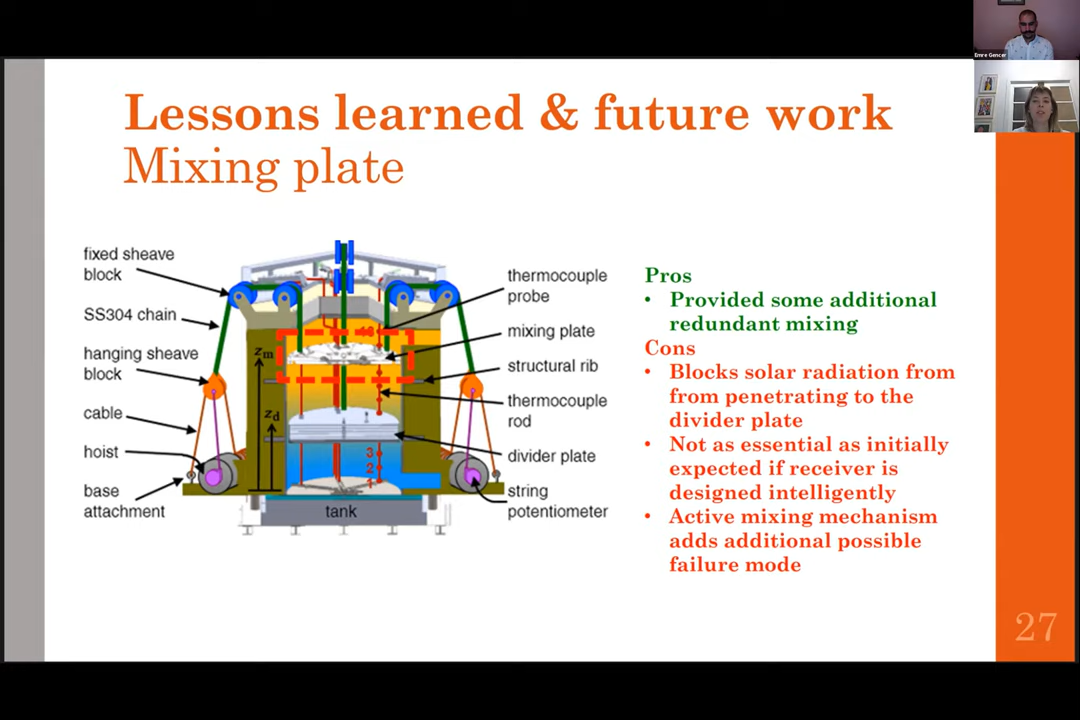 Emre Gencer
Lessons learned & future work
Mixing plate
fixed sheave
block
SS304 chain
hanging sheave
block
cable
hoist
base
attachment
zm
zd
18
3
2
1
tank
thermocouple
probe
mixing plate
structural rib
thermocouple
rod
divider plate
string
potentiometer
Pros
• Provided some additional
redundant mixing
Cons
• Blocks solar radiation from
from penetrating to the
divider plate
• Not as essential as initially
expected if receiver is
designed intelligently
• Active mixing mechanism
adds additional possible
failure mode
27